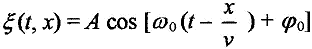 ξ(t, x) = A cos [ω₀(t − x/v) + φ₀]